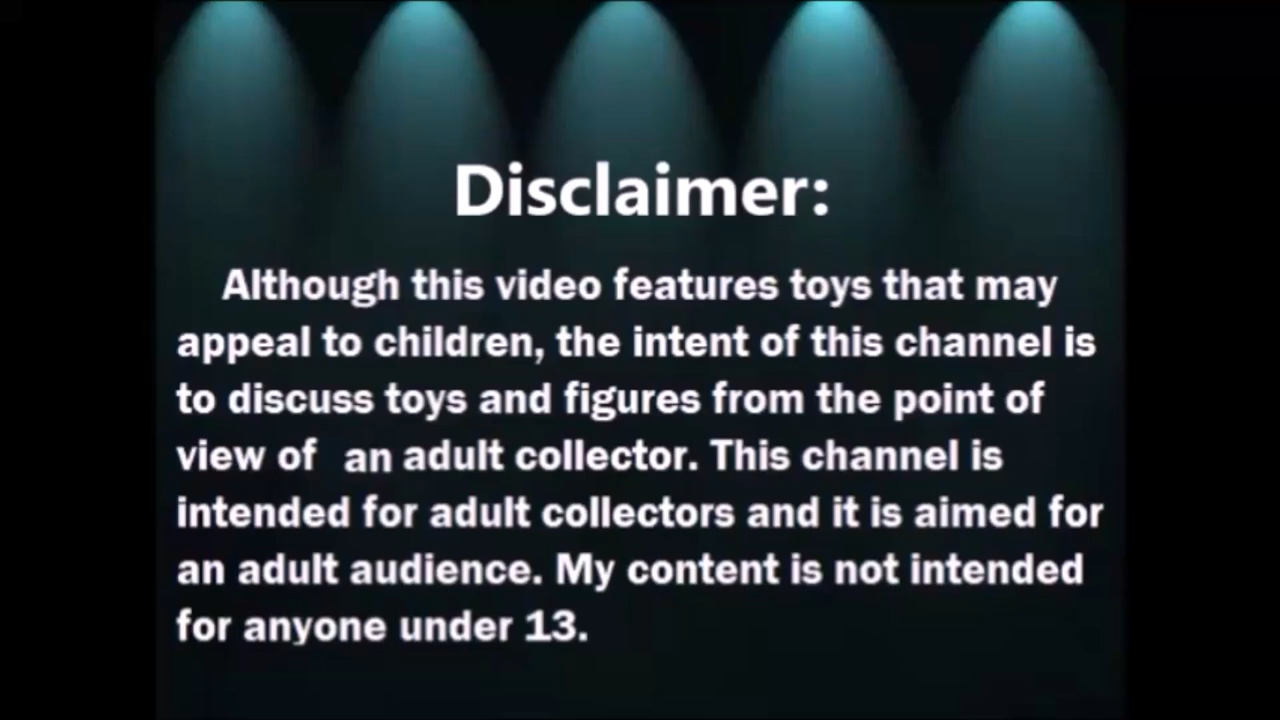 Disclaimer:
Although this video features toys that may
appeal to children, the intent of this channel is
to discuss toys and figures from the point of
view of an adult collector. This channel is
intended for adult collectors and it is aimed for
an adult audience. My content is not intended
for anyone under 13.